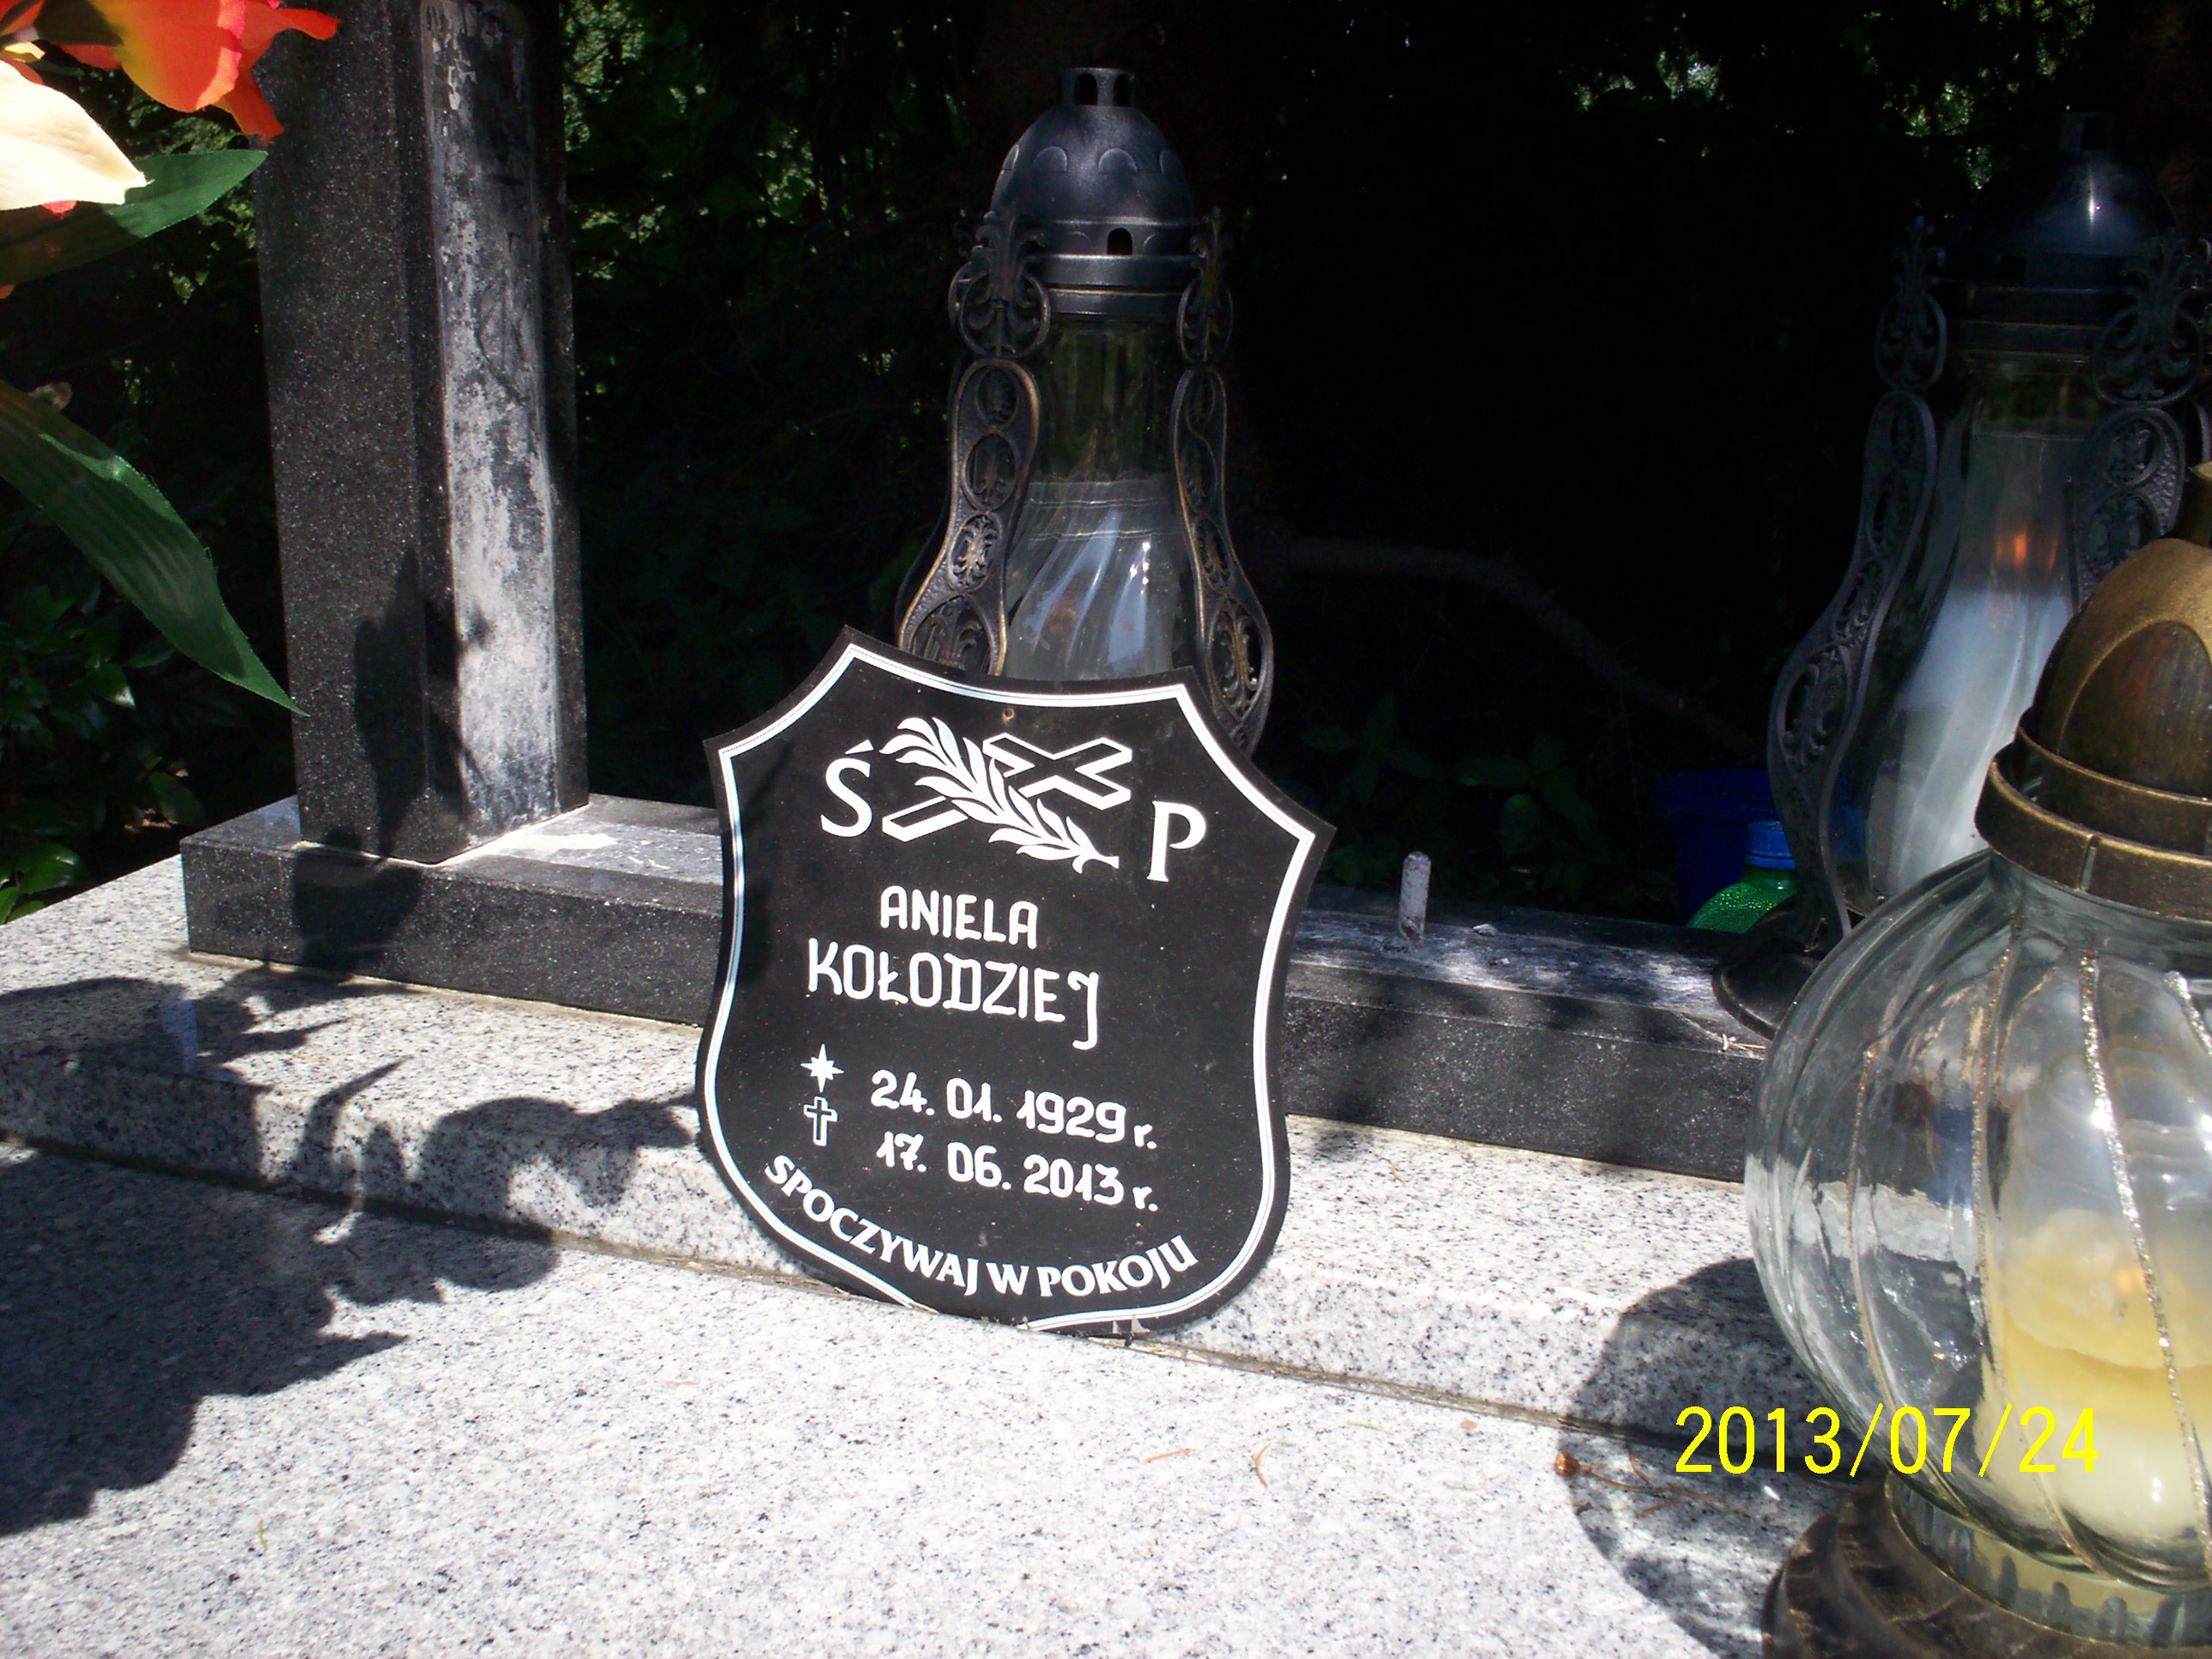 Ś P
ANIELA
KOŁODZIEJ
24. 01. 1929 r.
17. 06. 2013 r.
SPOCZYWAJ W POKOJU
2013/07/24